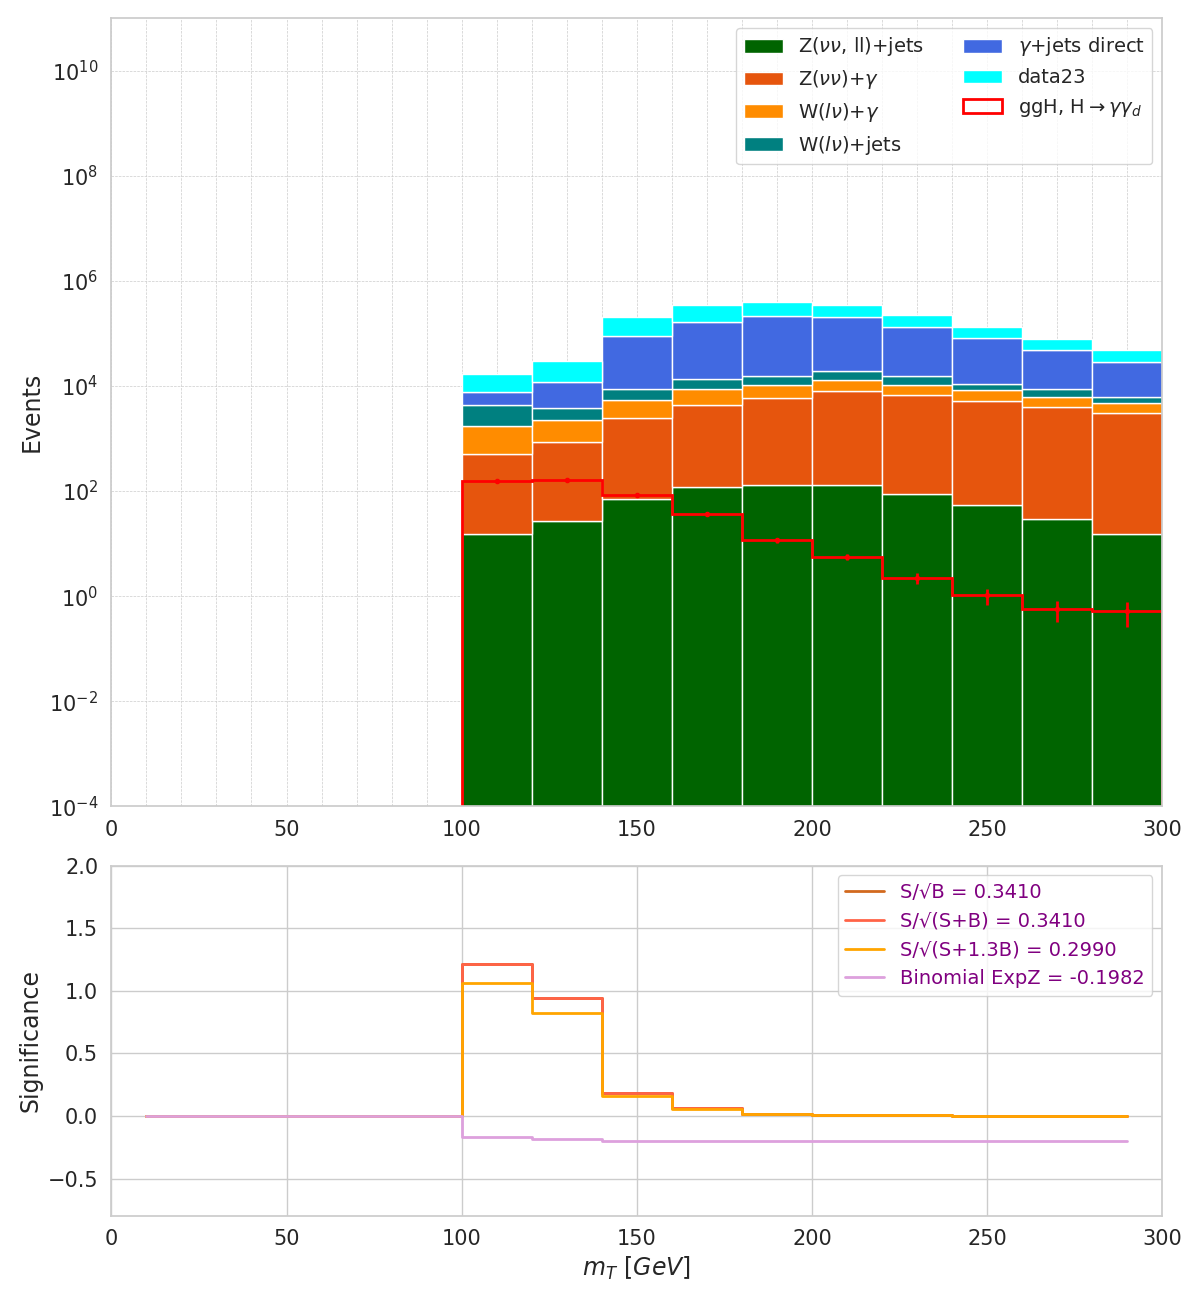 Z(νν, ll)+jets
Z(νν)+γ
W(lν)+γ
W(lν)+jets
γ+jets direct
data23
ggH, H→γγ_d
Events
10^10
10^8
10^6
10^4
10^2
10^0
10^−2
10^−4
0 50 100 150 200 250 300
S/√B = 0.3410
S/√(S+B) = 0.3410
S/√(S+1.3B) = 0.2990
Binomial ExpZ = -0.1982
Significance
2.0
1.5
1.0
0.5
0.0
−0.5
0 50 100 150 200 250 300
m_T [GeV]